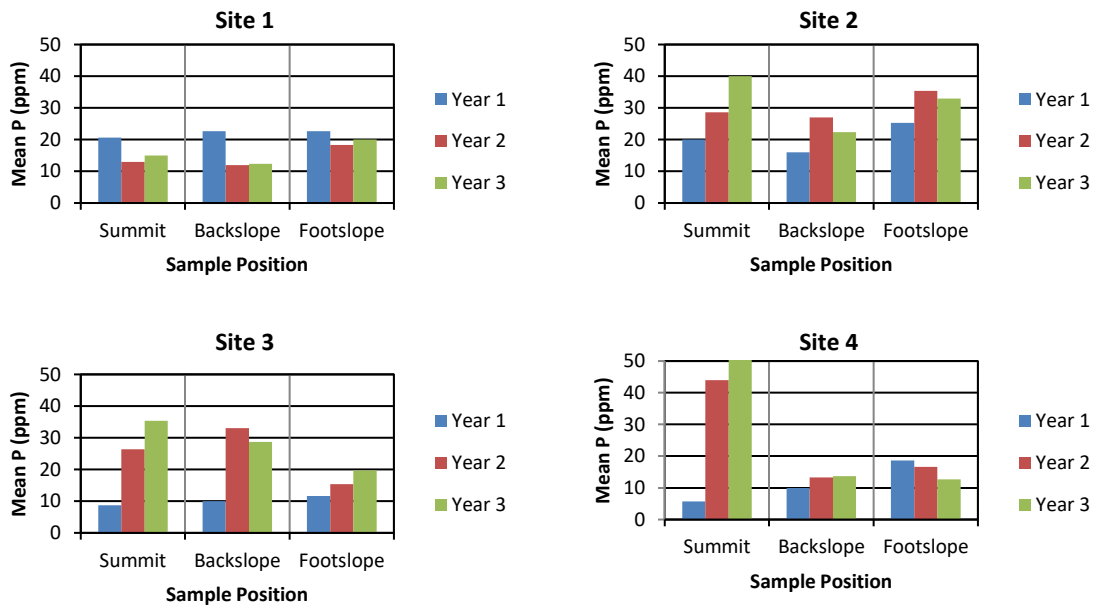 Site 1
Mean P (ppm)
50
40
30
20
10
0
Summit Backslope Footslope
Sample Position
Year 1
Year 2
Year 3
Site 2
Mean P (ppm)
50
40
30
20
10
0
Summit Backslope Footslope
Sample Position
Year 1
Year 2
Year 3
Site 3
Mean P (ppm)
50
40
30
20
10
0
Summit Backslope Footslope
Sample Position
Year 1
Year 2
Year 3
Site 4
Mean P (ppm)
50
40
30
20
10
0
Summit Backslope Footslope
Sample Position
Year 1
Year 2
Year 3